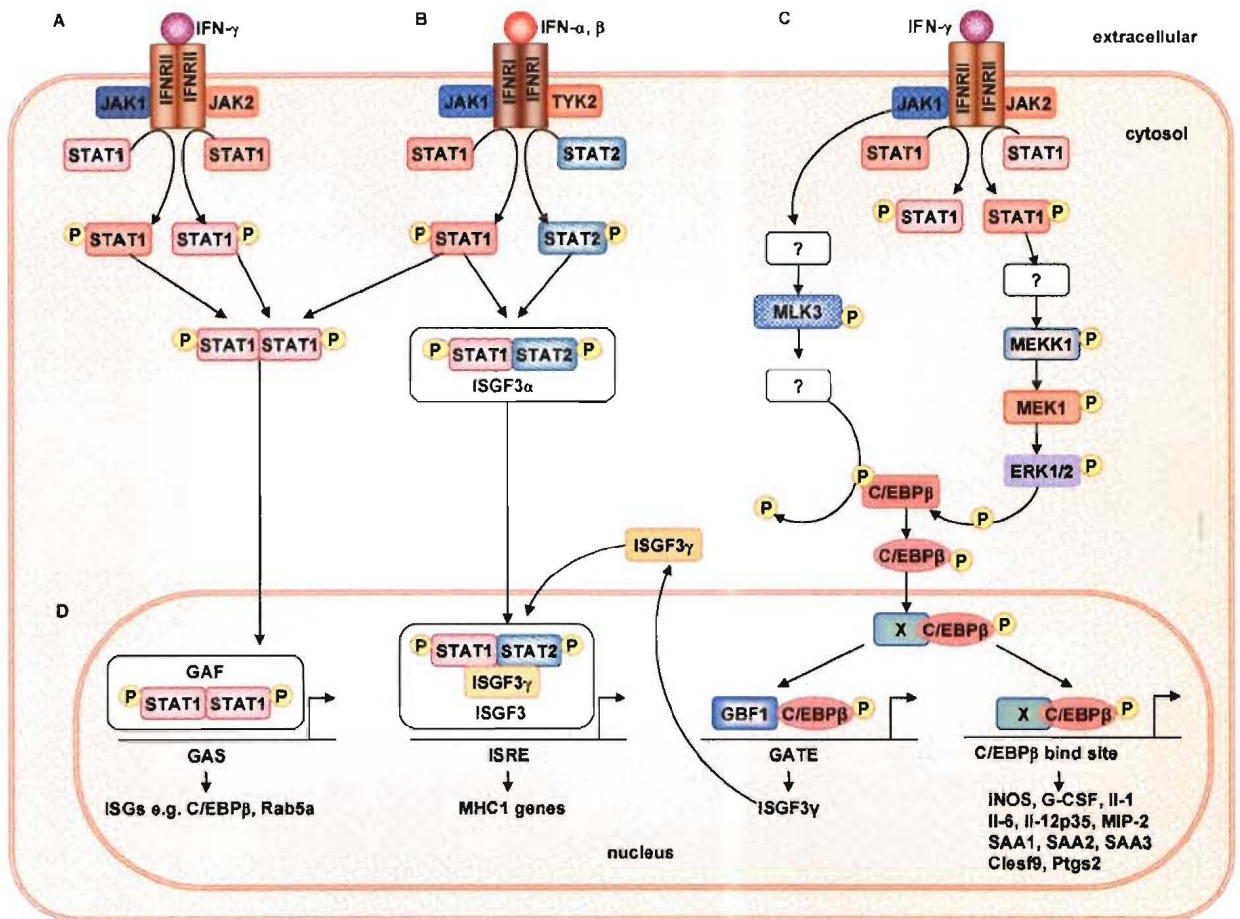 A
IFN-γ
IFNRII
IFNRII
JAK1
JAK2
STAT1
STAT1
P
STAT1
STAT1
P
P
STAT1
STAT1
P
B
IFN-α, β
IFNRI
IFNRI
JAK1
TYK2
STAT1
STAT2
P
STAT1
STAT2
P
P
STAT1
STAT2
P
ISGF3α
C
IFN-γ
extracellular
IFNRII
IFNRII
JAK1
JAK2
cytosol
STAT1
STAT1
P
STAT1
STAT1
P
?
?
MLK3
P
MEKK1
P
?
MEK1
P
ERK1/2
P
P
C/EBPβ
P
P
C/EBPβ
P
ISGF3γ
D
GAF
P
STAT1
STAT1
P
GAS
ISGs e.g. C/EBPβ, Rab5a
P
STAT1
STAT2
P
ISGF3γ
ISGF3
ISRE
MHC1 genes
X
C/EBPβ
P
GBF1
C/EBPβ
P
GATE
ISGF3γ
X
C/EBPβ
P
C/EBPβ bind site
iNOS, G-CSF, Il-1
Il-6, Il-12p35, MIP-2
SAA1, SAA2, SAA3
Clesf9, Ptgs2
nucleus